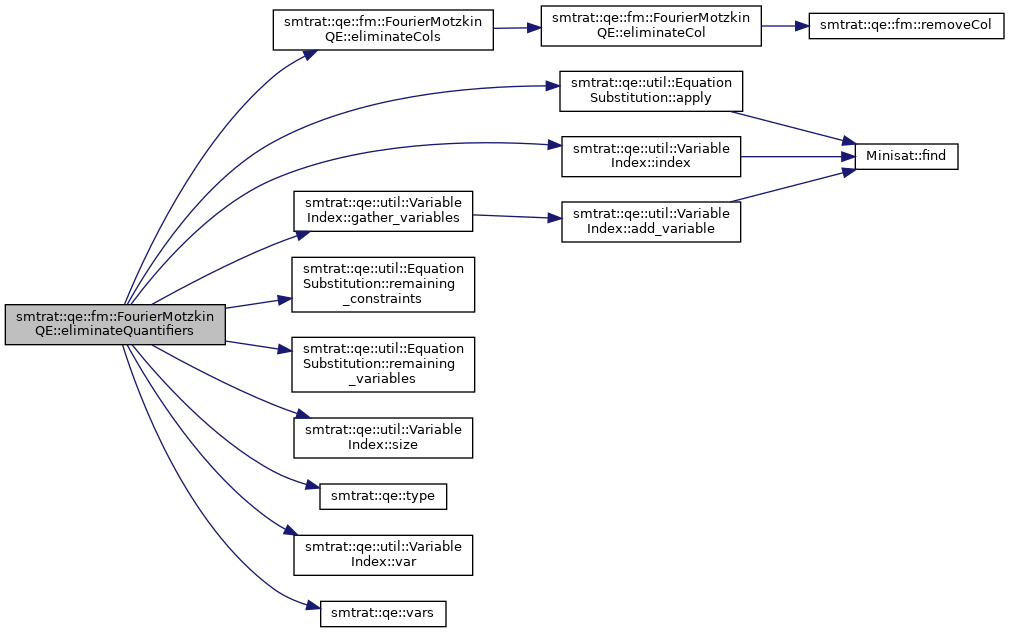 smtrat::qe::fm::FourierMotzkin
QE::eliminateQuantifiers
smtrat::qe::fm::FourierMotzkin
QE::eliminateCols
smtrat::qe::fm::FourierMotzkin
QE::eliminateCol
smtrat::qe::fm::removeCol
smtrat::qe::util::Equation
Substitution::apply
Minisat::find
smtrat::qe::util::Variable
Index::index
smtrat::qe::util::Variable
Index::gather_variables
smtrat::qe::util::Variable
Index::add_variable
smtrat::qe::util::Equation
Substitution::remaining
_constraints
smtrat::qe::util::Equation
Substitution::remaining
_variables
smtrat::qe::util::Variable
Index::size
smtrat::qe::type
smtrat::qe::util::Variable
Index::var
smtrat::qe::vars